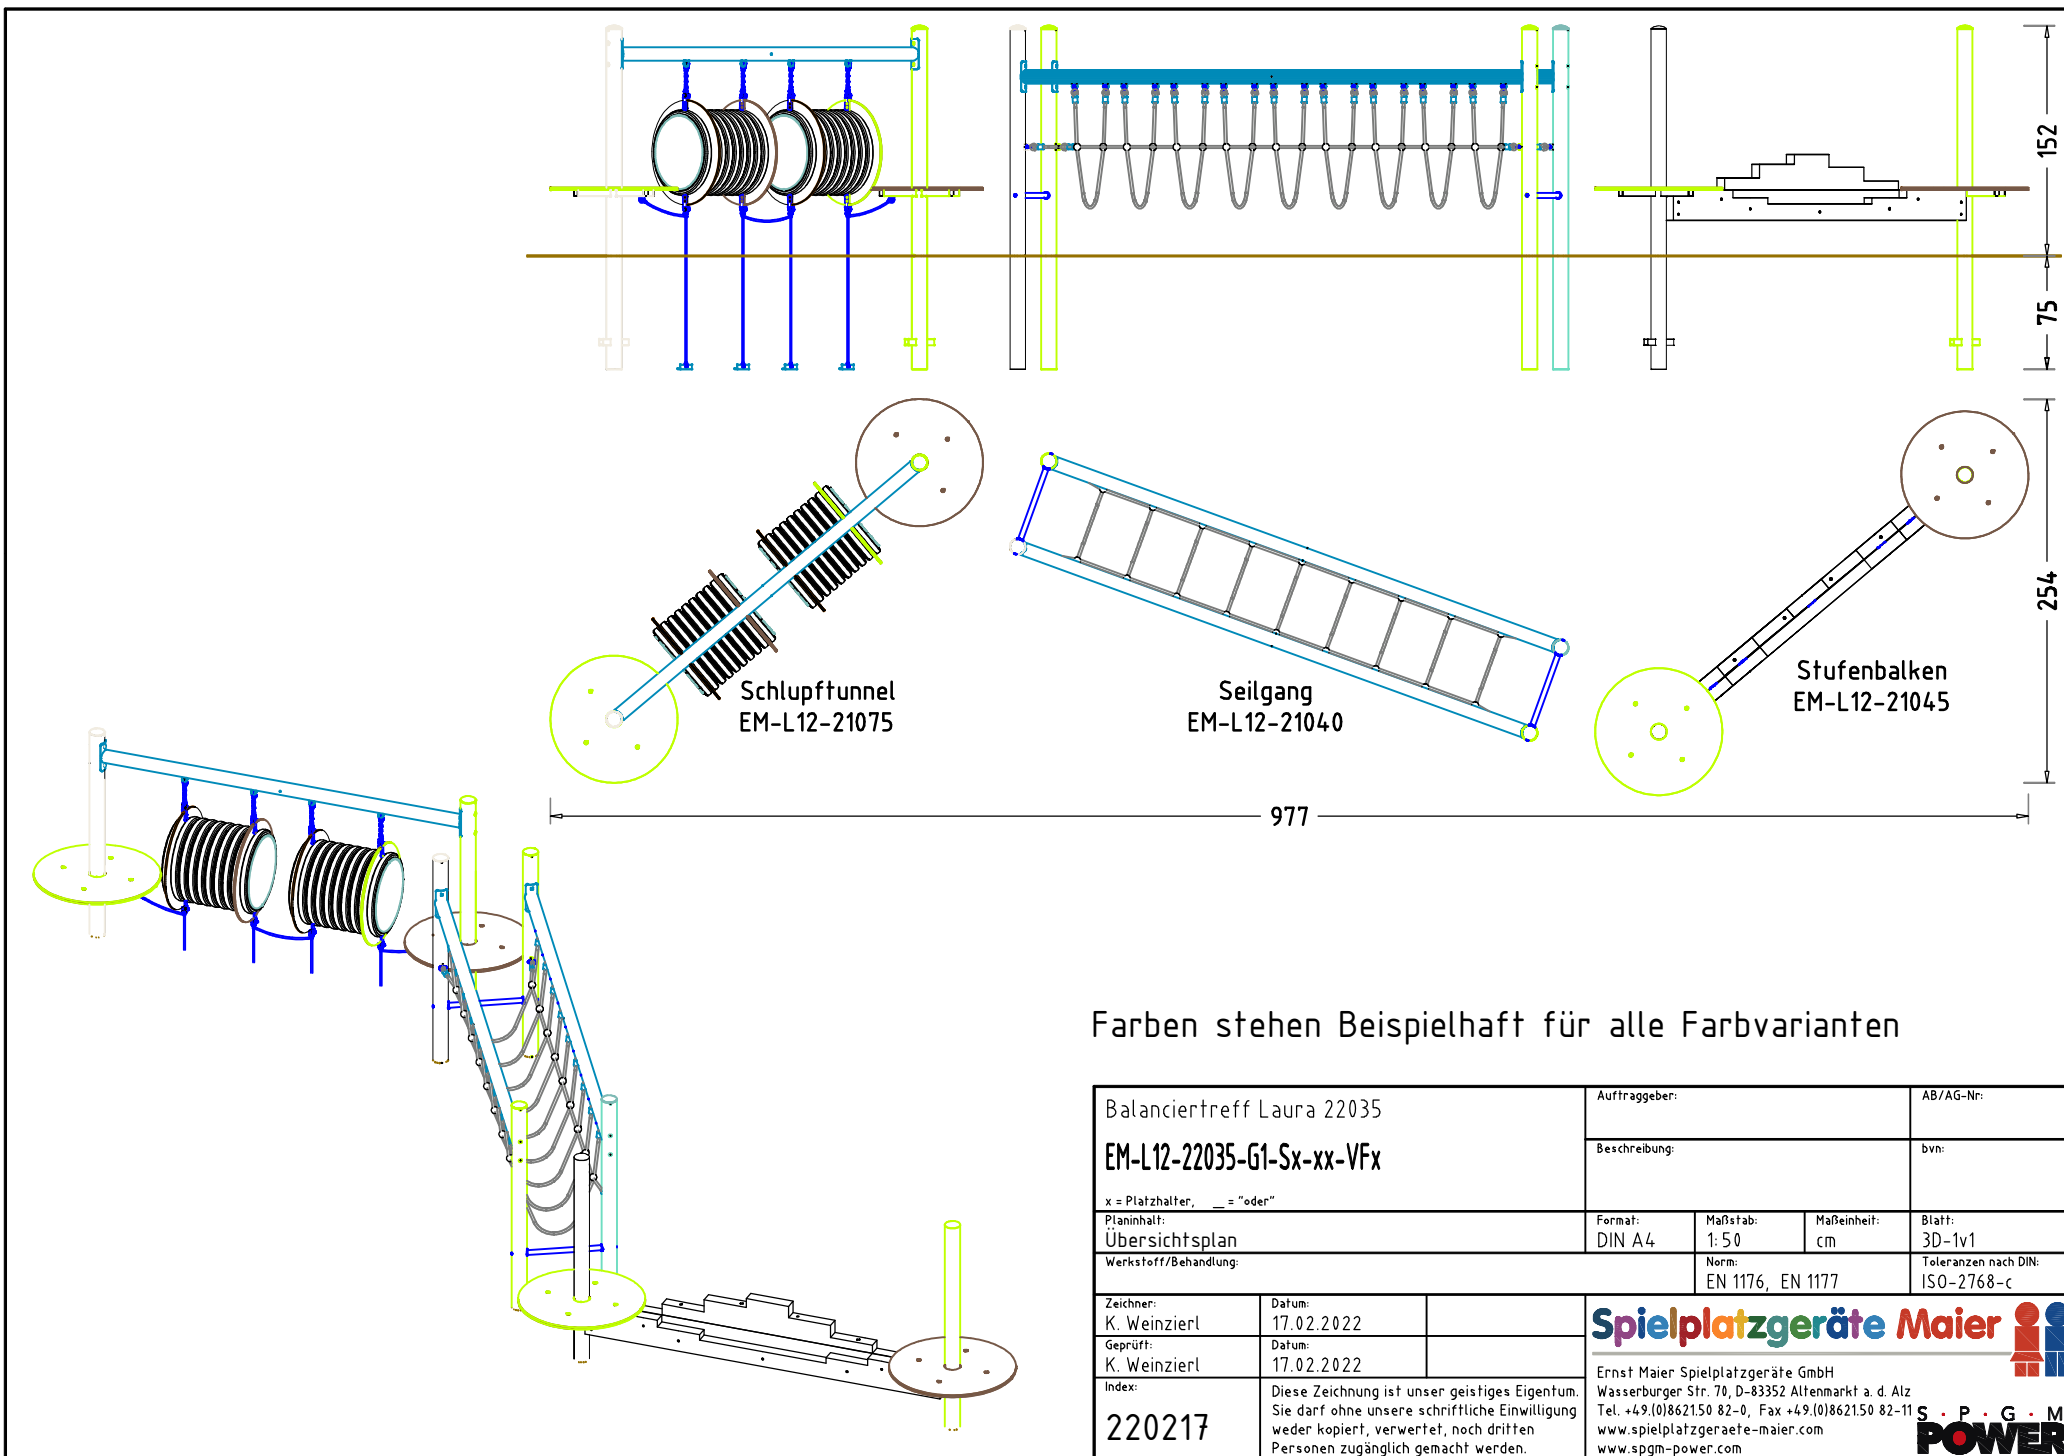 152
75
254
Schlupftunnel
EM-L12-21075
Seilgang
EM-L12-21040
Stufenbalken
EM-L12-21045
977
Farben stehen Beispielhaft für alle Farbvarianten
Balanciertreff Laura 22035
EM-L12-22035-G1-Sx-xx-VFx
x = Platzhalter, __ = "oder"
Auftraggeber:
AB/AG-Nr:
Beschreibung:
bvn:
Planinhalt:
Übersichtsplan
Format:
DIN A4
Maßstab:
1:50
Maßeinheit:
cm
Blatt:
3D-1v1
Werkstoff/Behandlung:
Norm:
EN 1176, EN 1177
Toleranzen nach DIN:
ISO-2768-c
Zeichner:
K. Weinzierl
Datum:
17.02.2022
Geprüft:
K. Weinzierl
Datum:
17.02.2022
Index:
220217
Diese Zeichnung ist unser geistiges Eigentum.
Sie darf ohne unsere schriftliche Einwilligung
weder kopiert, verwertet, noch dritten
Personen zugänglich gemacht werden.
Spielplatzgeräte Maier
Ernst Maier Spielplatzgeräte GmbH
Wasserburger Str. 70, D-83352 Altenmarkt a. d. Alz
Tel. +49.(0)8621.50 82-0, Fax +49.(0)8621.50 82-11
www.spielplatzgeraete-maier.com
www.spgm-power.com
S · P · G · M
POWER